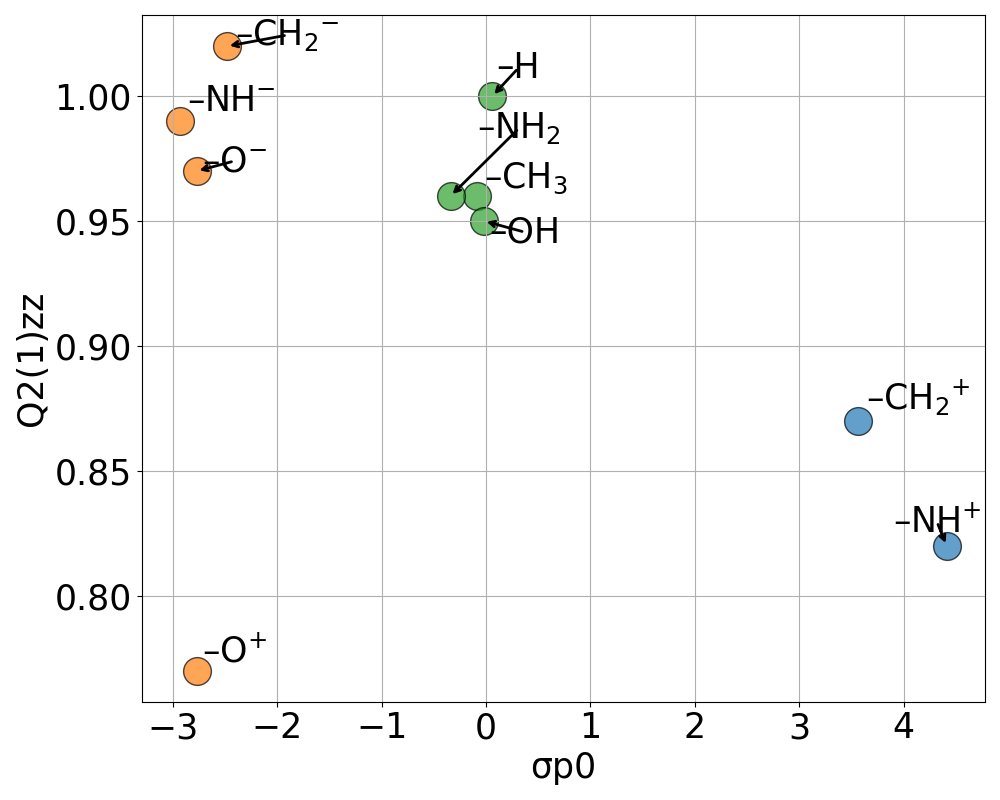 –CH₂⁻
–H
–NH⁻
–NH₂
–O⁻
–CH₃
–OH
–CH₂⁺
–NH⁺
–O⁺
1.00
0.95
0.90
0.85
0.80
Q2(1)zz
−3 −2 −1 0 1 2 3 4
σp0